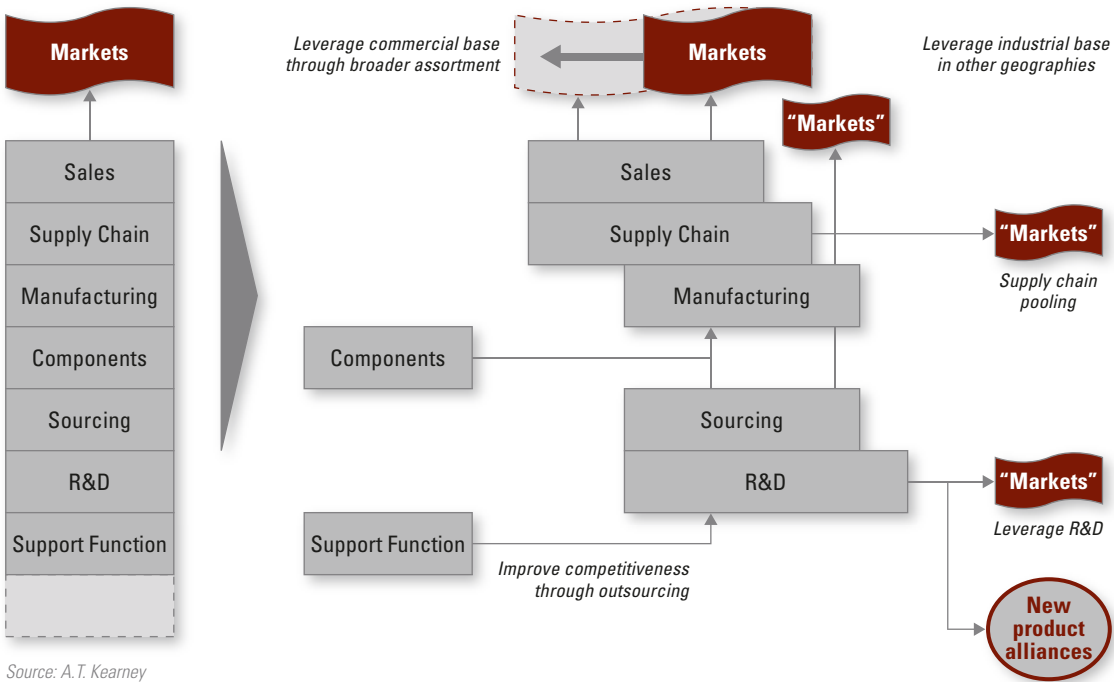 Markets
Sales
Supply Chain
Manufacturing
Components
Sourcing
R&D
Support Function
Leverage commercial base
through broader assortment
Markets
Leverage industrial base
in other geographies
“Markets”
Sales
Supply Chain
“Markets”
Supply chain
pooling
Manufacturing
Components
Sourcing
R&D
“Markets”
Leverage R&D
Support Function
Improve competitiveness
through outsourcing
New
product
alliances
Source: A.T. Kearney